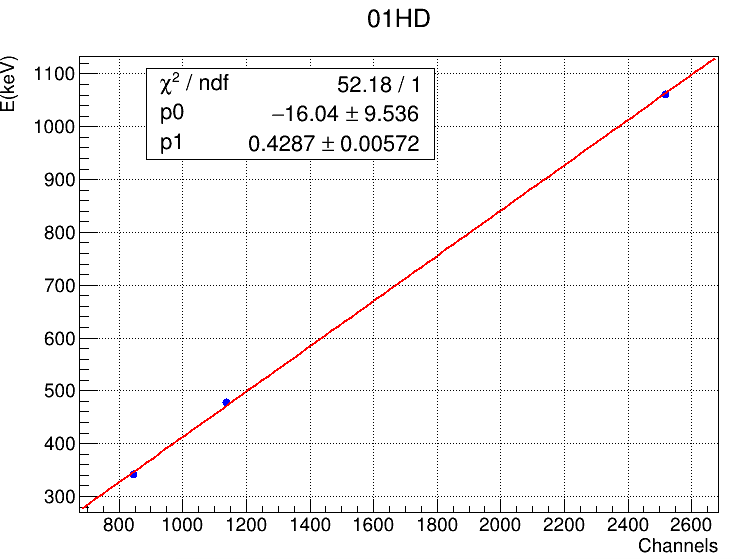 01HD
E(keV)
χ² / ndf 52.18 / 1
p0 −16.04 ± 9.536
p1 0.4287 ± 0.00572
1100
1000
900
800
700
600
500
400
300
800 1000 1200 1400 1600 1800 2000 2200 2400 2600
Channels